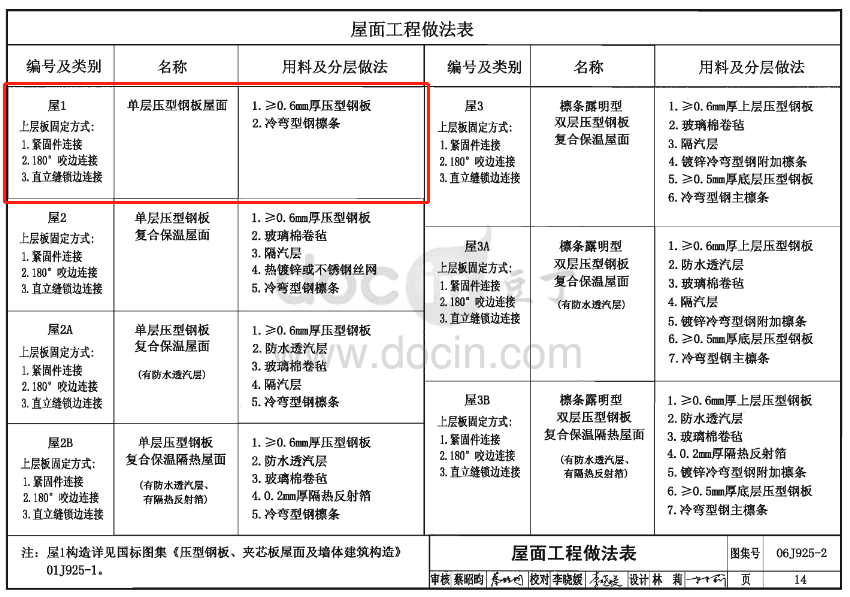 屋面工程做法表
编号及类别 名称 用料及分层做法
屋1 单层压型钢板屋面 1.≥0.6mm厚压型钢板
上层板固定方式: 2.冷弯型钢檩条
1.紧固件连接
2.180°咬边连接
3.直立缝锁边连接
屋2 单层压型钢板 1.≥0.6mm厚压型钢板
上层板固定方式: 复合保温屋面 2.玻璃棉卷毡
1.紧固件连接 3.隔汽层
2.180°咬边连接 4.热镀锌或不锈钢丝网
3.直立缝锁边连接 5.冷弯型钢檩条
屋2A 单层压型钢板 1.≥0.6mm厚压型钢板
上层板固定方式: 复合保温屋面 2.防水透汽层
1.紧固件连接 (有防水透汽层) 3.玻璃棉卷毡
2.180°咬边连接 4.隔汽层
3.直立缝锁边连接 5.冷弯型钢檩条
屋2B 单层压型钢板 1.≥0.6mm厚压型钢板
上层板固定方式: 复合保温隔热屋面 2.防水透汽层
1.紧固件连接 (有防水透汽层、 3.玻璃棉卷毡
2.180°咬边连接 有隔热反射箔) 4.0.2mm厚隔热反射箔
3.直立缝锁边连接 5.冷弯型钢檩条
编号及类别 名称 用料及分层做法
屋3 檩条露明型 1.≥0.6mm厚上层压型钢板
上层板固定方式: 双层压型钢板 2.玻璃棉卷毡
1.紧固件连接 复合保温屋面 3.隔汽层
2.180°咬边连接 4.镀锌冷弯型钢附加檩条
3.直立缝锁边连接 5.≥0.5mm厚底层压型钢板
6.冷弯型钢主檩条
屋3A 檩条露明型 1.≥0.6mm厚上层压型钢板
上层板固定方式: 双层压型钢板 2.防水透汽层
1.紧固件连接 复合保温屋面 3.玻璃棉卷毡
2.180°咬边连接 (有防水透汽层) 4.隔汽层
3.直立缝锁边连接 5.镀锌冷弯型钢附加檩条
6.≥0.5mm厚底层压型钢板
7.冷弯型钢主檩条
屋3B 檩条露明型 1.≥0.6mm厚上层压型钢板
上层板固定方式: 双层压型钢板 2.防水透汽层
1.紧固件连接 复合保温隔热屋面 3.玻璃棉卷毡
2.180°咬边连接 (有防水透汽层、 4.0.2mm厚隔热反射箔
3.直立缝锁边连接 有隔热反射箔) 5.镀锌冷弯型钢附加檩条
6.≥0.5mm厚底层压型钢板
7.冷弯型钢主檩条
docin 豆丁
www.docin.com
注: 屋1构造详见国标图集《压型钢板、夹芯板屋面及墙体建筑构造》
01J925-1。
屋面工程做法表 图集号 06J925-2
审核 蔡昭昀 校对 李晓媛 设计 林 莉 页 14